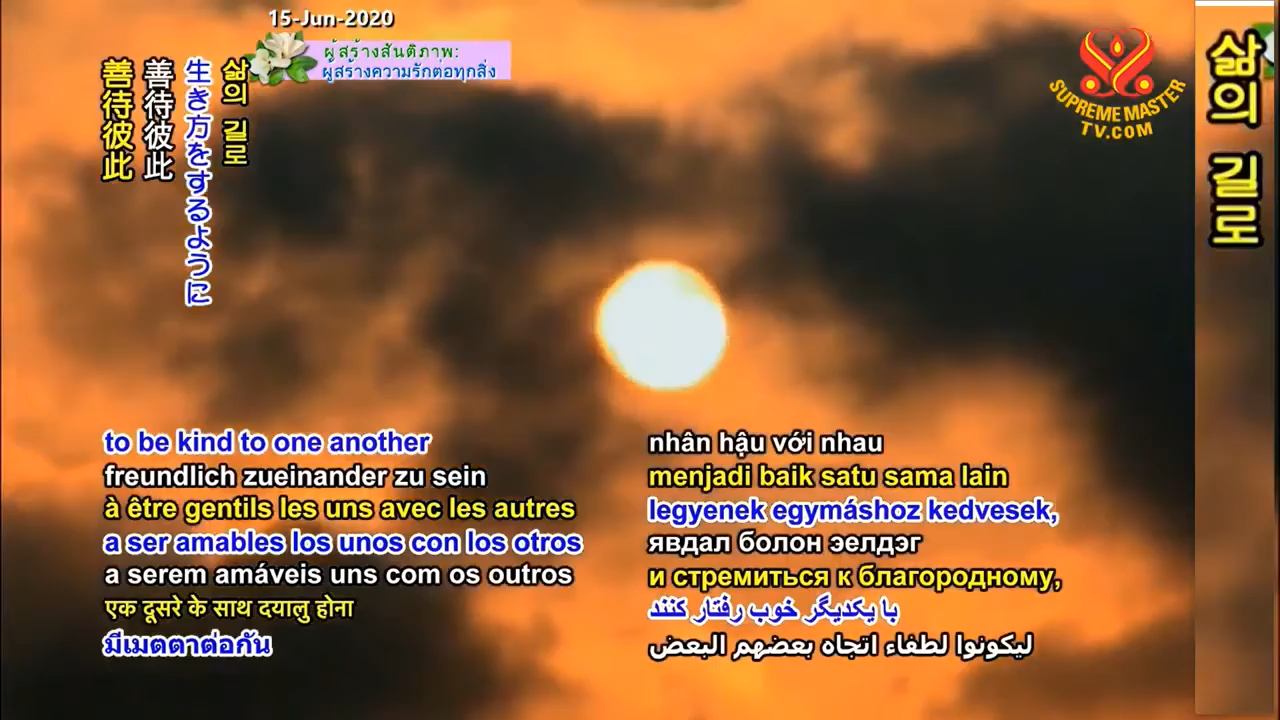 15-Jun-2020
ผู้สร้างสันติภาพ:
ผู้สร้างความรักต่อทุกสิ่ง
SUPREME MASTER
TV.COM
삶의 길로
삶의 길로
生き方をするように
善待彼此
善待彼此
to be kind to one another
freundlich zueinander zu sein
à être gentils les uns avec les autres
a ser amables los unos con los otros
a serem amáveis uns com os outros
एक दूसरे के साथ दयालु होना
มีเมตตาต่อกัน
nhân hậu với nhau
menjadi baik satu sama lain
legyenek egymáshoz kedvesek,
явдал болон эелдэг
и стремиться к благородному,
با یکدیگر خوب رفتار کنند
ليكونوا لطفاء اتجاه بعضهم البعض